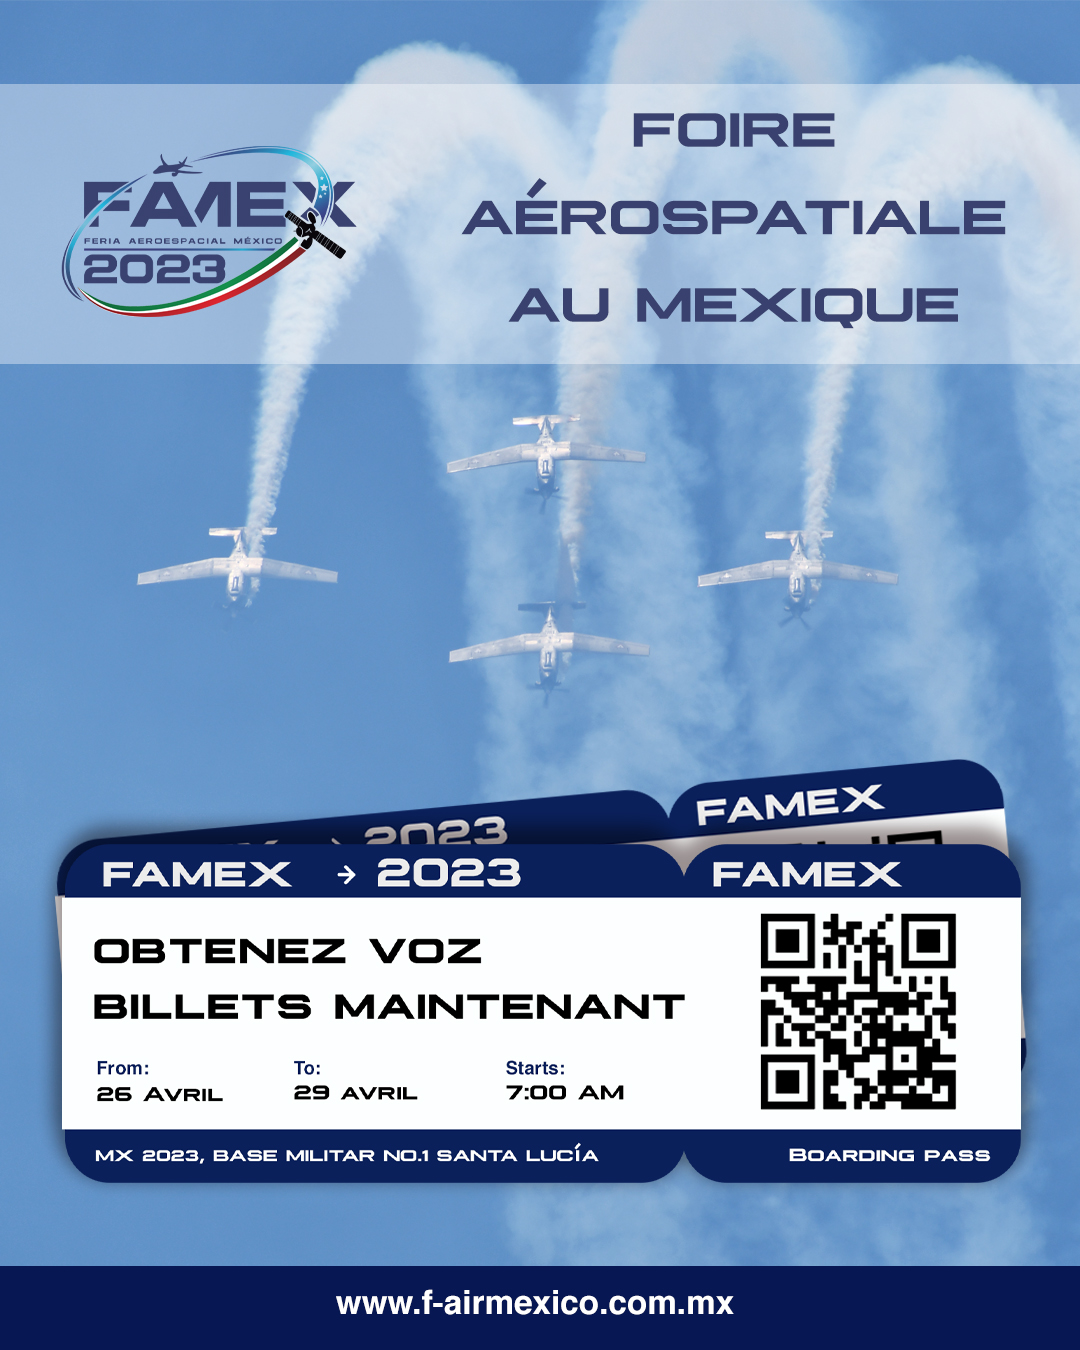 FOIRE
AÉROSPATIALE
AU MEXIQUE
FAMEX
FERIA AEROESPACIAL MÉXICO
2023
2023
FAMEX
FAMEX → 2023
FAMEX
OBTENEZ VOZ
BILLETS MAINTENANT
From: To: Starts:
26 AVRIL 29 AVRIL 7:00 AM
MX 2023, BASE MILITAR NO.1 SANTA LUCÍA
BOARDING PASS
www.f-airmexico.com.mx